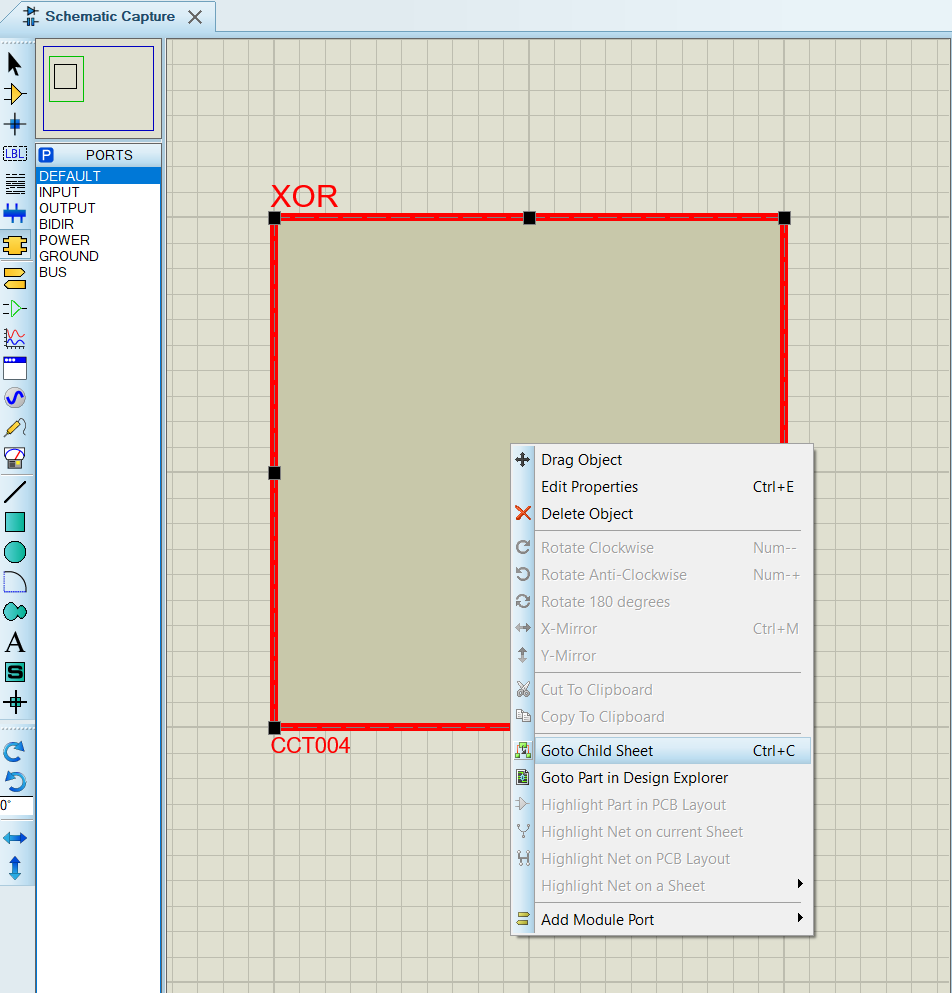 Schematic Capture
LBL
P PORTS
DEFAULT
INPUT
OUTPUT
BIDIR
POWER
GROUND
BUS
A
S
0°
XOR
CCT004
Drag Object
Edit Properties Ctrl+E
Delete Object
Rotate Clockwise Num--
Rotate Anti-Clockwise Num-+
Rotate 180 degrees
X-Mirror Ctrl+M
Y-Mirror
Cut To Clipboard
Copy To Clipboard
Goto Child Sheet Ctrl+C
Goto Part in Design Explorer
Highlight Part in PCB Layout
Highlight Net on current Sheet
Highlight Net on PCB Layout
Highlight Net on a Sheet
Add Module Port